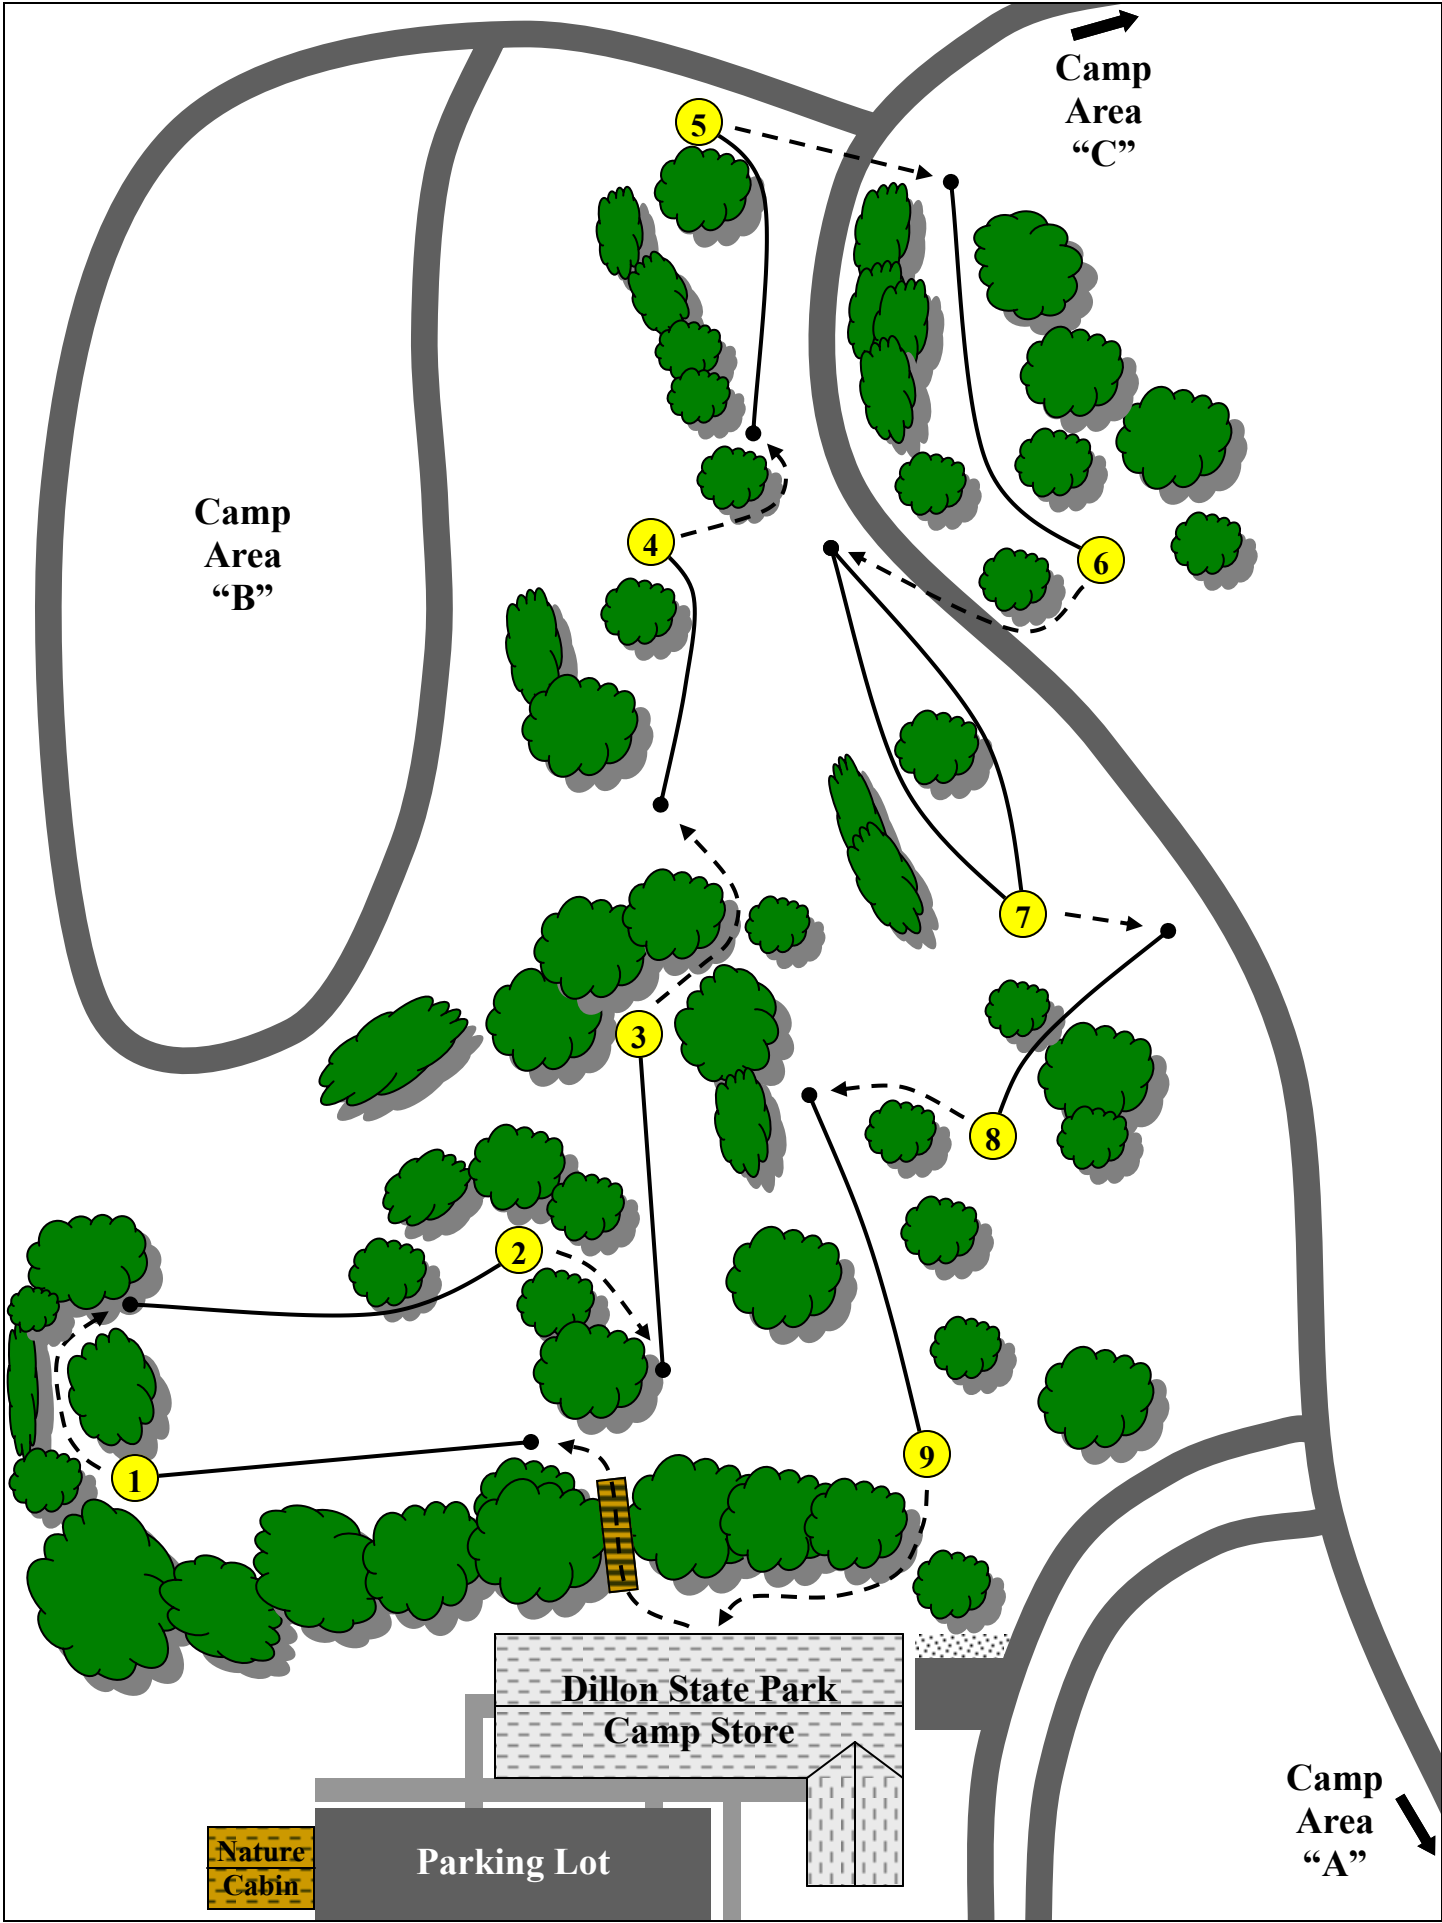 Camp
Area
“C”
5
4
6
Camp
Area
“B”
7
3
8
2
9
1
Dillon State Park
Camp Store
Camp
Area
“A”
Nature
Cabin
Parking Lot